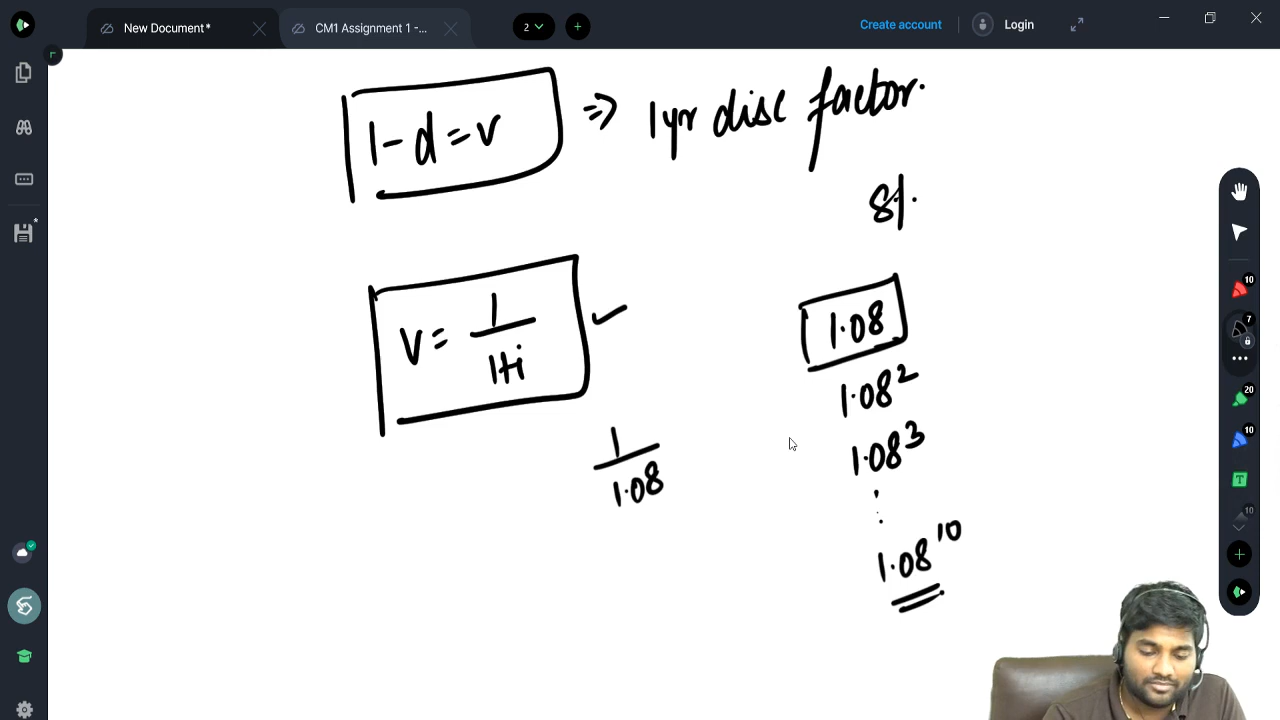 New Document*
CM1 Assignment 1 -...
2
Create account
Login
1-d=v ⇒ 1yr disc factor.
8%.
v= 1/1+i ✓
1.08
1.08²
1.08³
⋮
1.08¹⁰
1/1.08
10
7
20
10
T
10